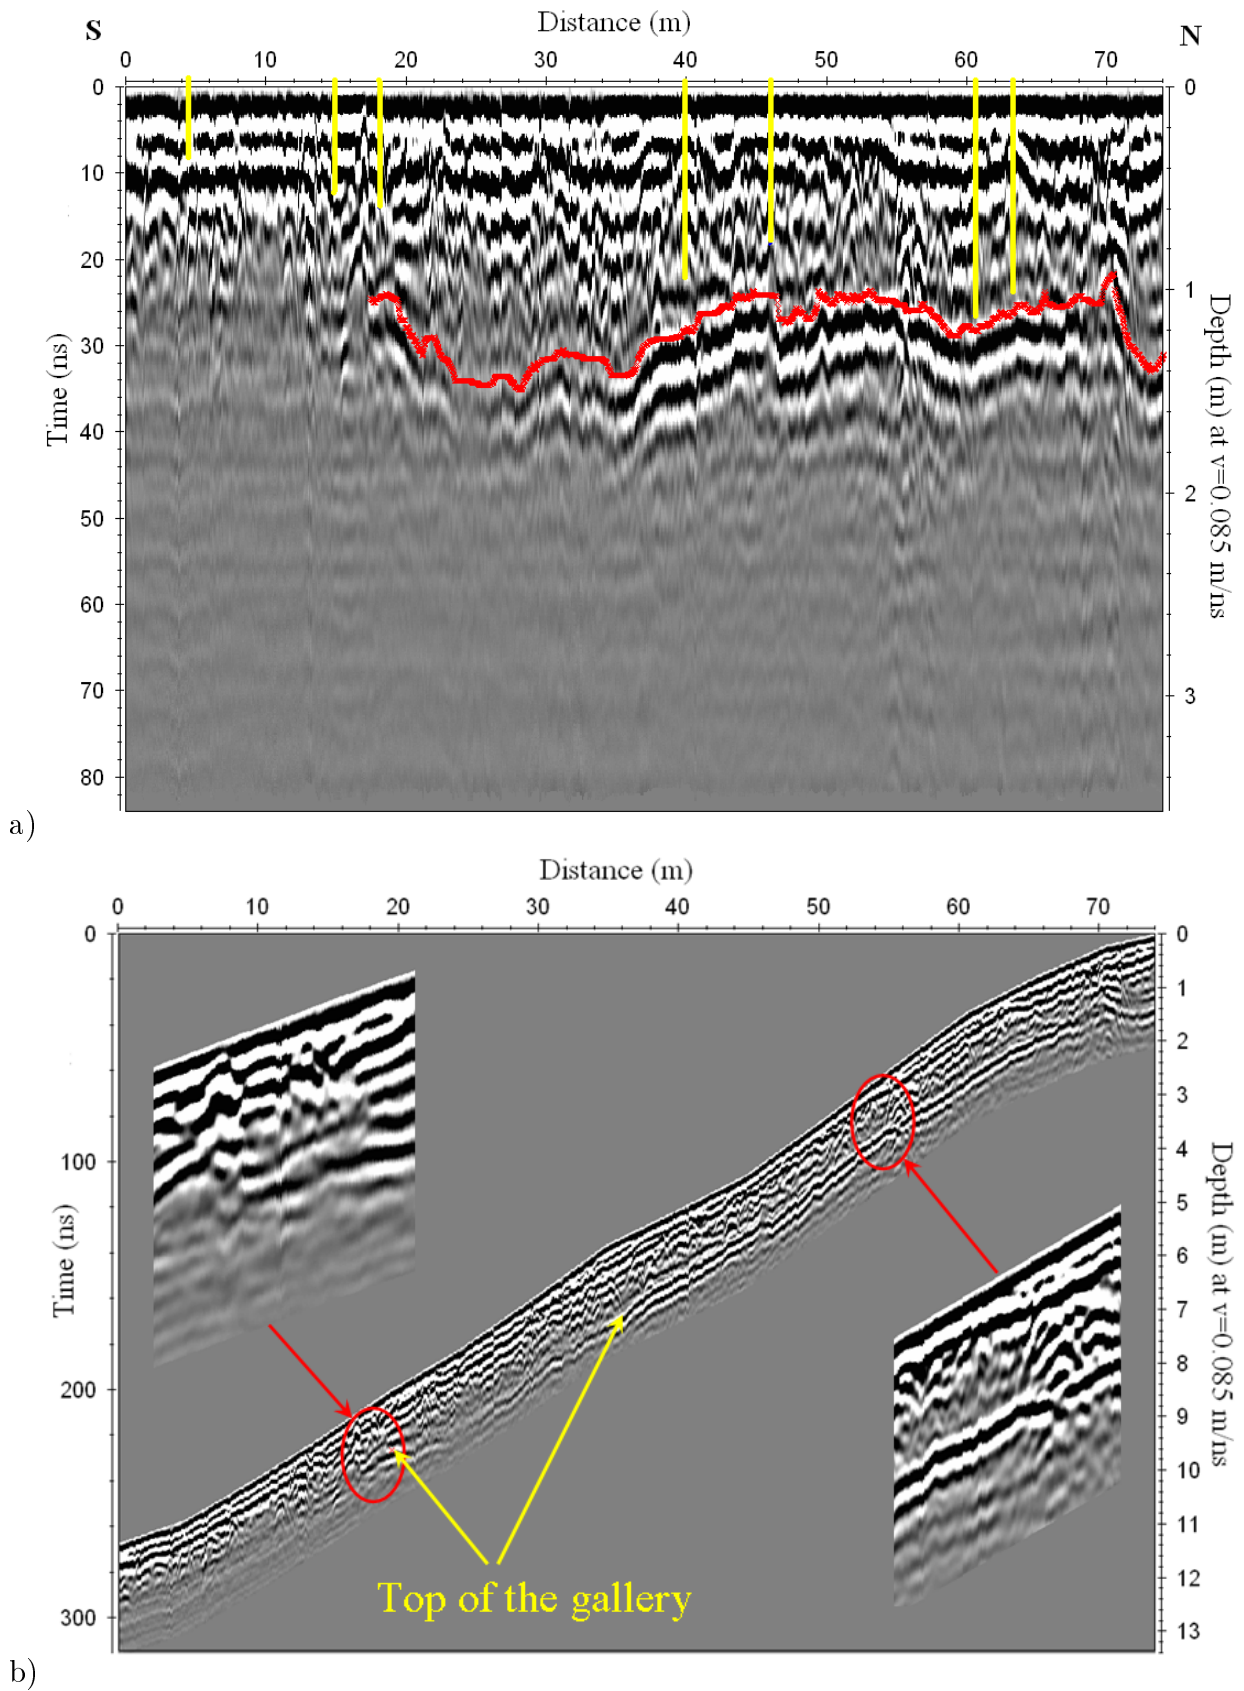 Distance (m)
S
N
0 10 20 30 40 50 60 70
0
10
20
30
40
50
60
70
80
Time (ns)
0
1
2
3
Depth (m) at v=0.085 m/ns
a)
Distance (m)
0 10 20 30 40 50 60 70
0
100
200
300
Time (ns)
0
1
2
3
4
5
6
7
8
9
10
11
12
13
Depth (m) at v=0.085 m/ns
Top of the gallery
b)